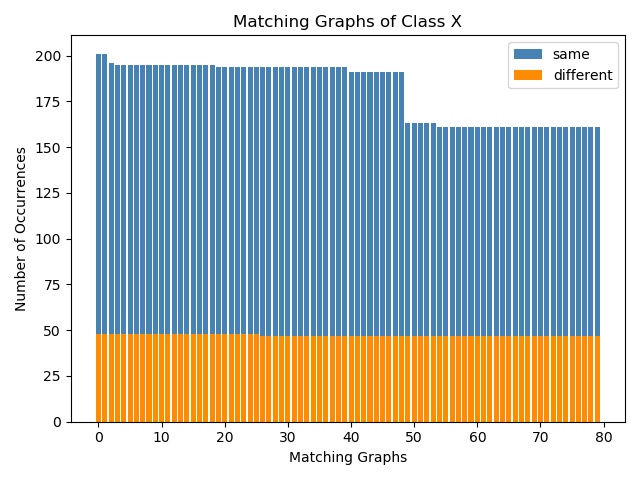 Matching Graphs of Class X
same
different
Number of Occurrences
200
175
150
125
100
75
50
25
0
0 10 20 30 40 50 60 70 80
Matching Graphs